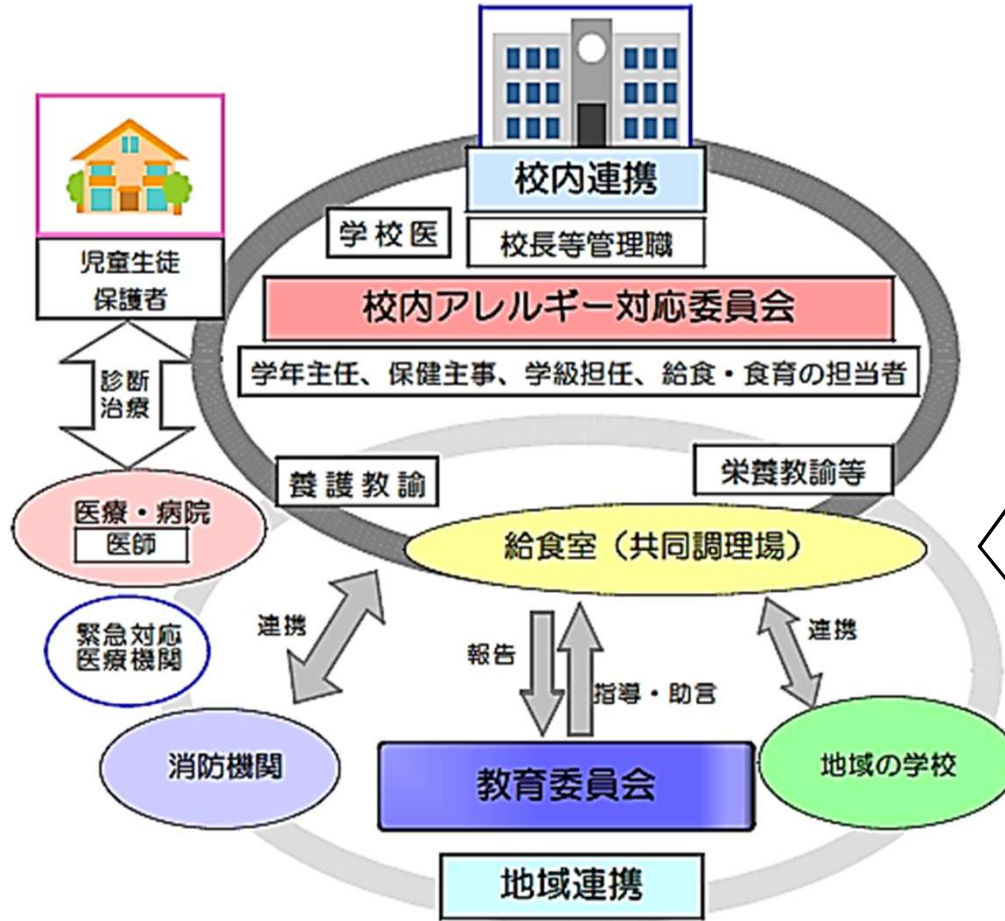 校内連携
学校医
校長等管理職
児童生徒
保護者
校内アレルギー対応委員会
学年主任、保健主事、学級担任、給食・食育の担当者
診断
治療
養護教諭
栄養教諭等
医療・病院
医師
給食室（共同調理場）
緊急対応
医療機関
連携
報告
指導・助言
連携
消防機関
教育委員会
地域の学校
地域連携